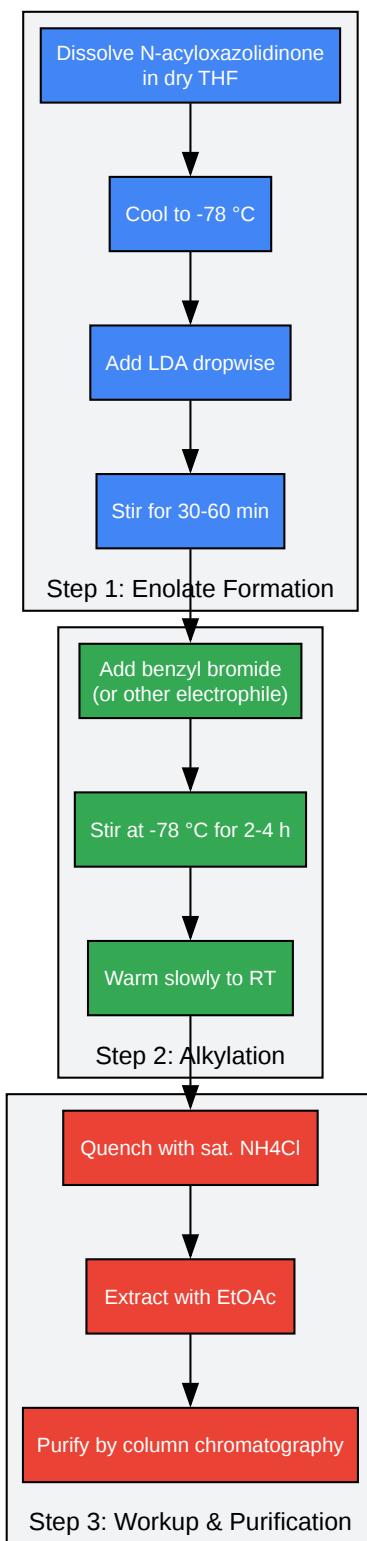 Dissolve N-acyloxazolidinone
in dry THF
Cool to -78 °C
Add LDA dropwise
Stir for 30-60 min
Step 1: Enolate Formation
Add benzyl bromide
(or other electrophile)
Stir at -78 °C for 2-4 h
Warm slowly to RT
Step 2: Alkylation
Quench with sat. NH4Cl
Extract with EtOAc
Purify by column chromatography
Step 3: Workup & Purification